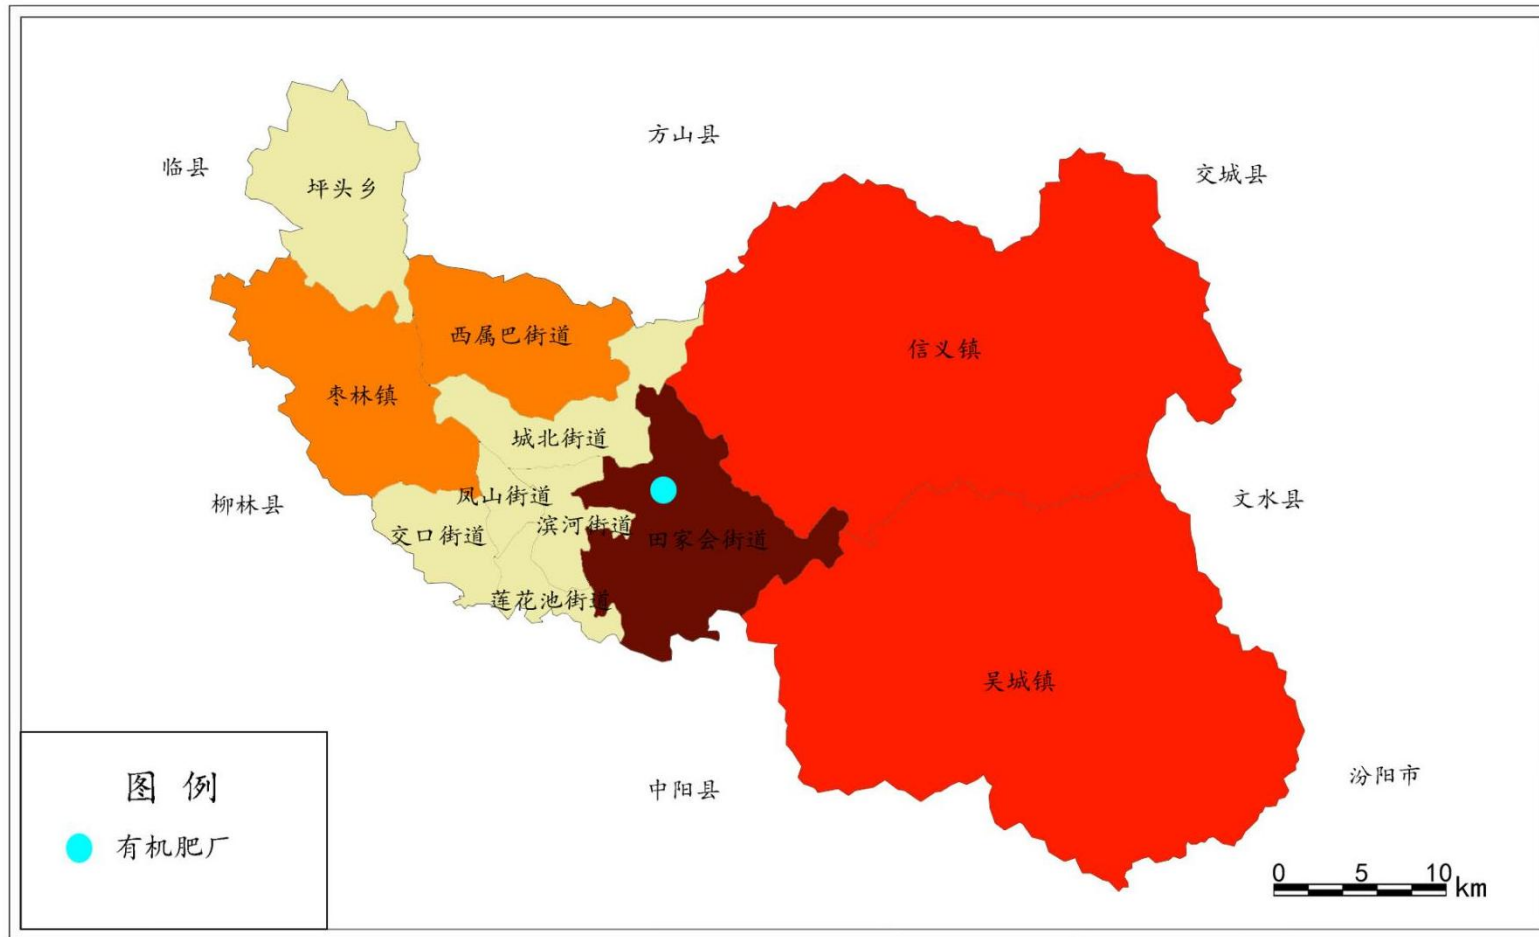 方山县
临县
交城县
坪头乡
西属巴街道
信义镇
枣林镇
城北街道
柳林县
凤山街道
文水县
滨河街道
交口街道
田家会街道
莲花池街道
吴城镇
中阳县
汾阳市
图 例
有机肥厂
0 5 10 km